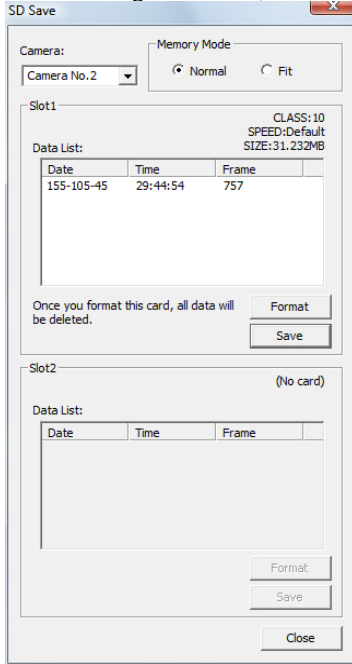 SD Save
Camera:
Camera No.2
Memory Mode
Normal Fit
Slot1
CLASS:10
SPEED:Default
SIZE:31.232MB
Data List:
Date Time Frame
155-105-45 29:44:54 757
Once you format this card, all data will
be deleted.
Format
Save
Slot2
(No card)
Data List:
Date Time Frame
Format
Save
Close